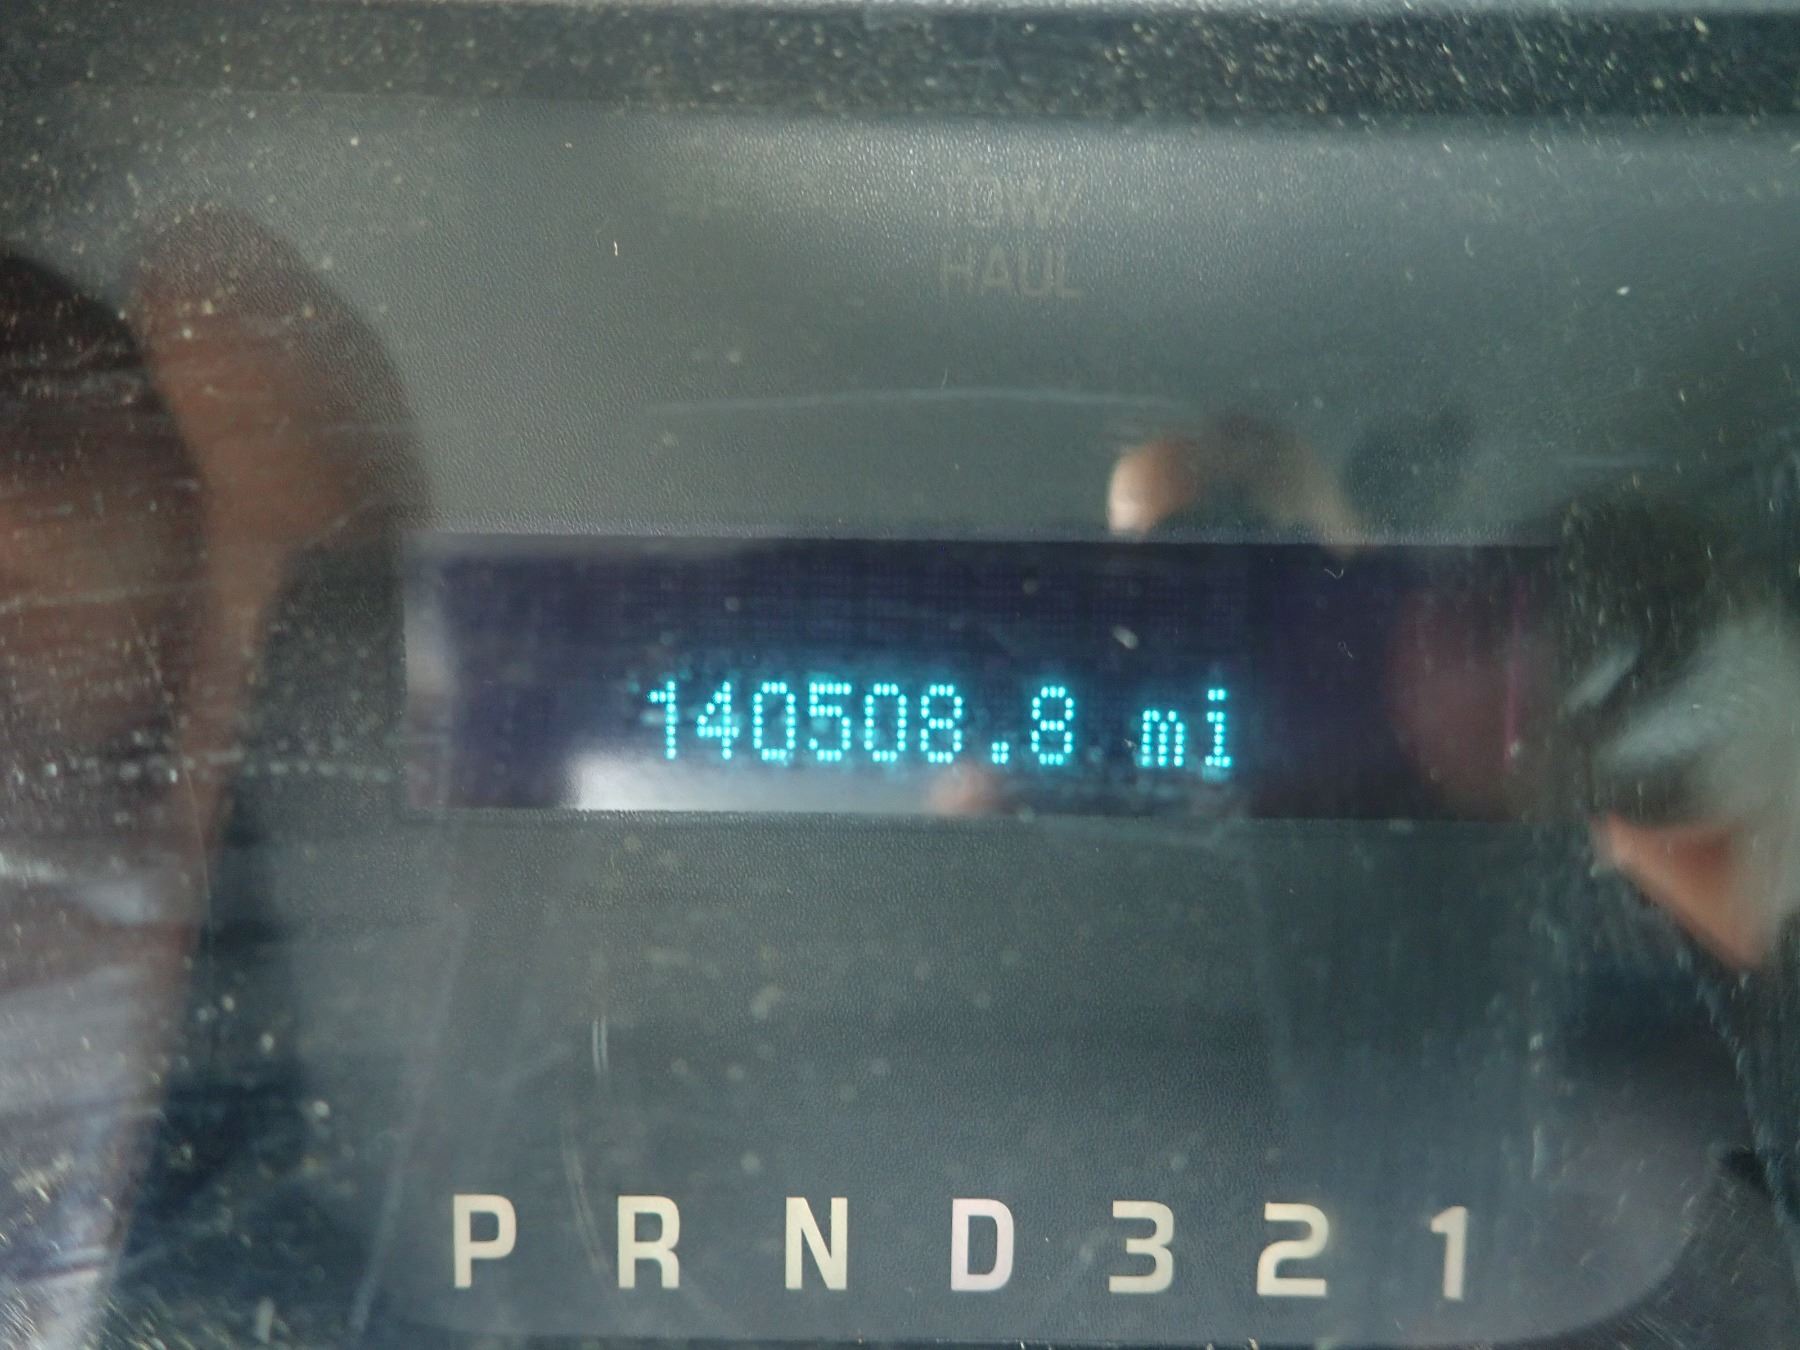 TOW/
HAUL
140508.8 mi
P R N D 3 2 1